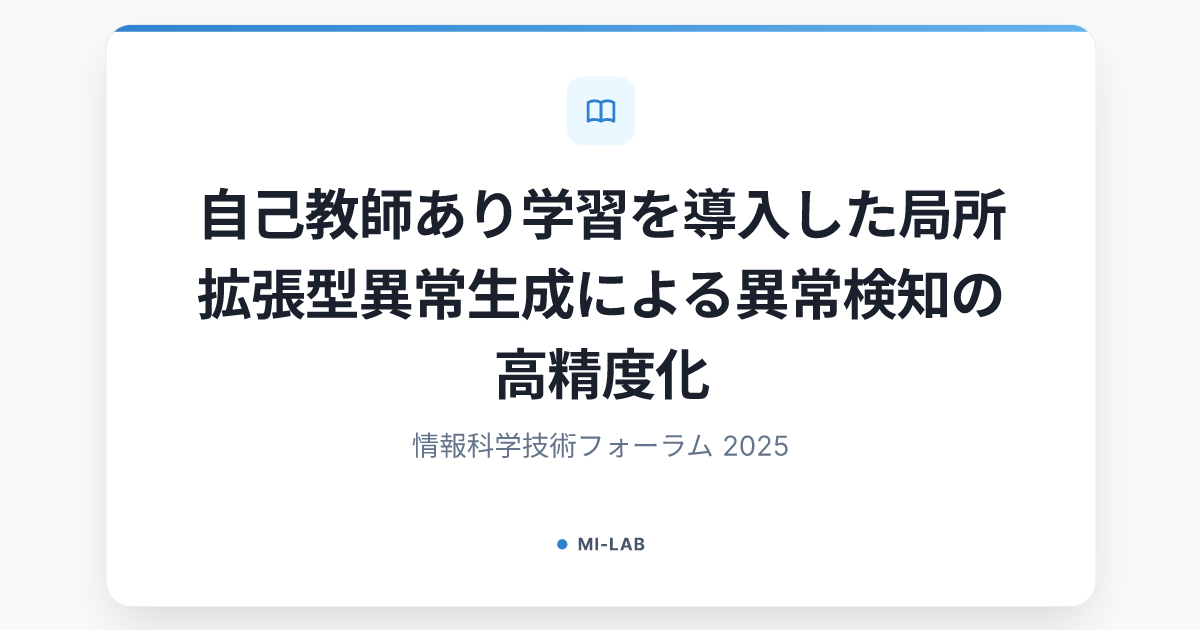 自己教師あり学習を導入した局所
拡張型異常生成による異常検知の
高精度化
情報科学技術フォーラム 2025
MI-LAB